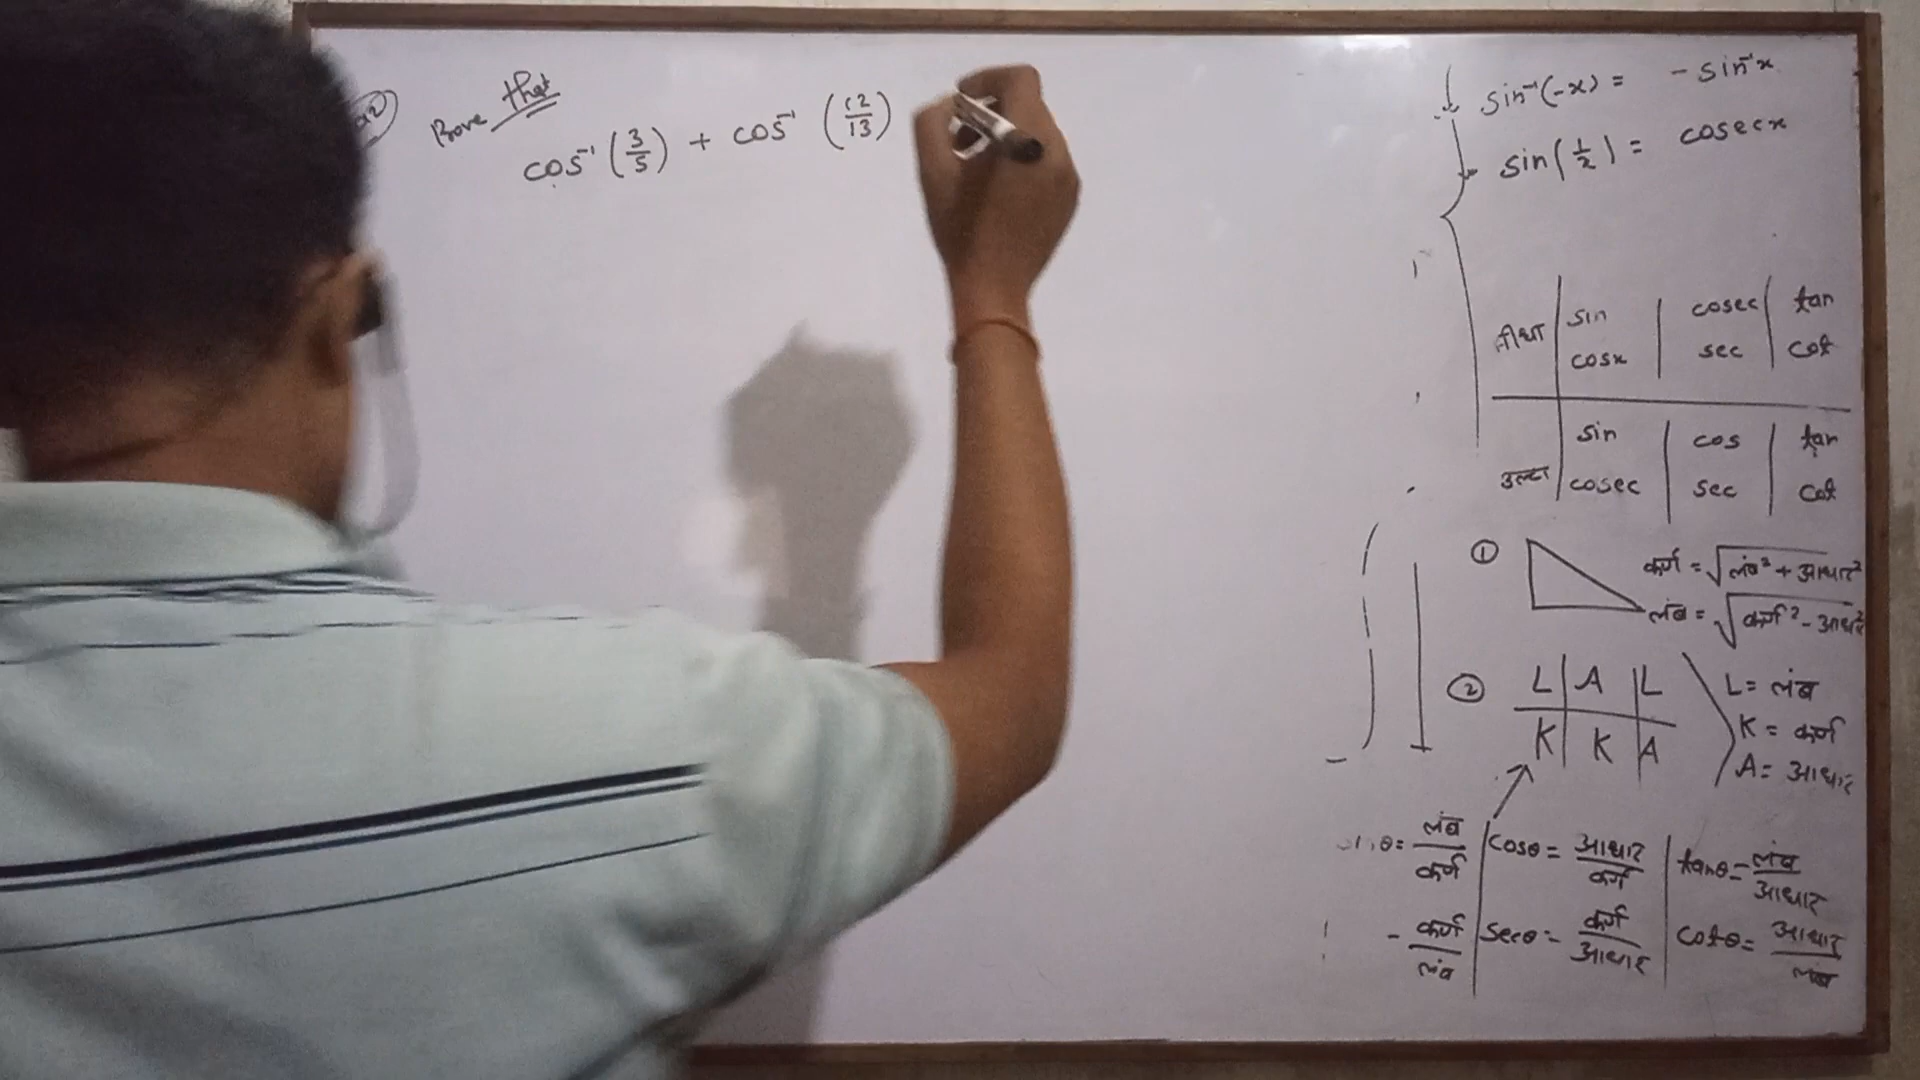 Prove that
cos⁻¹ (3/5) + cos⁻¹ (12/13)
sin⁻¹(-x) = - sin⁻¹x
sin(1/x) = cosecx
sin | cosec | tan
cosx | sec | cot
उल्टा
sin | cos | tan
cosec | sec | cot
① कर्ण = √लंब² + आधार²
लंब = √कर्ण² - आधार²
② L | A | L
K | K | A
L = लंब
K = कर्ण
A = आधार
θ = लंब/कर्ण | cosθ = आधार/कर्ण | tanθ = लंब/आधार
- कर्ण/लंब | secθ = कर्ण/आधार | cotθ = आधार/लंब